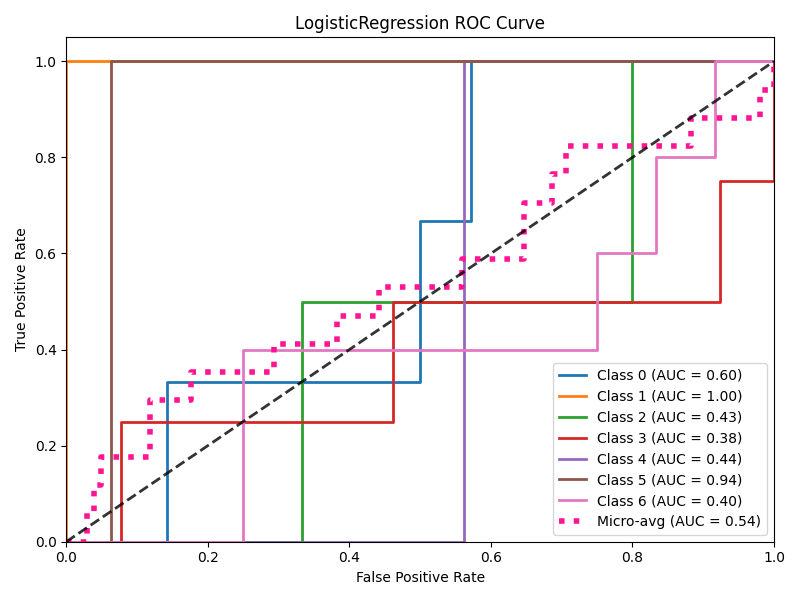 LogisticRegression ROC Curve
True Positive Rate
1.0
0.8
0.6
0.4
0.2
0.0
0.0 0.2 0.4 0.6 0.8 1.0
False Positive Rate
Class 0 (AUC = 0.60)
Class 1 (AUC = 1.00)
Class 2 (AUC = 0.43)
Class 3 (AUC = 0.38)
Class 4 (AUC = 0.44)
Class 5 (AUC = 0.94)
Class 6 (AUC = 0.40)
Micro-avg (AUC = 0.54)